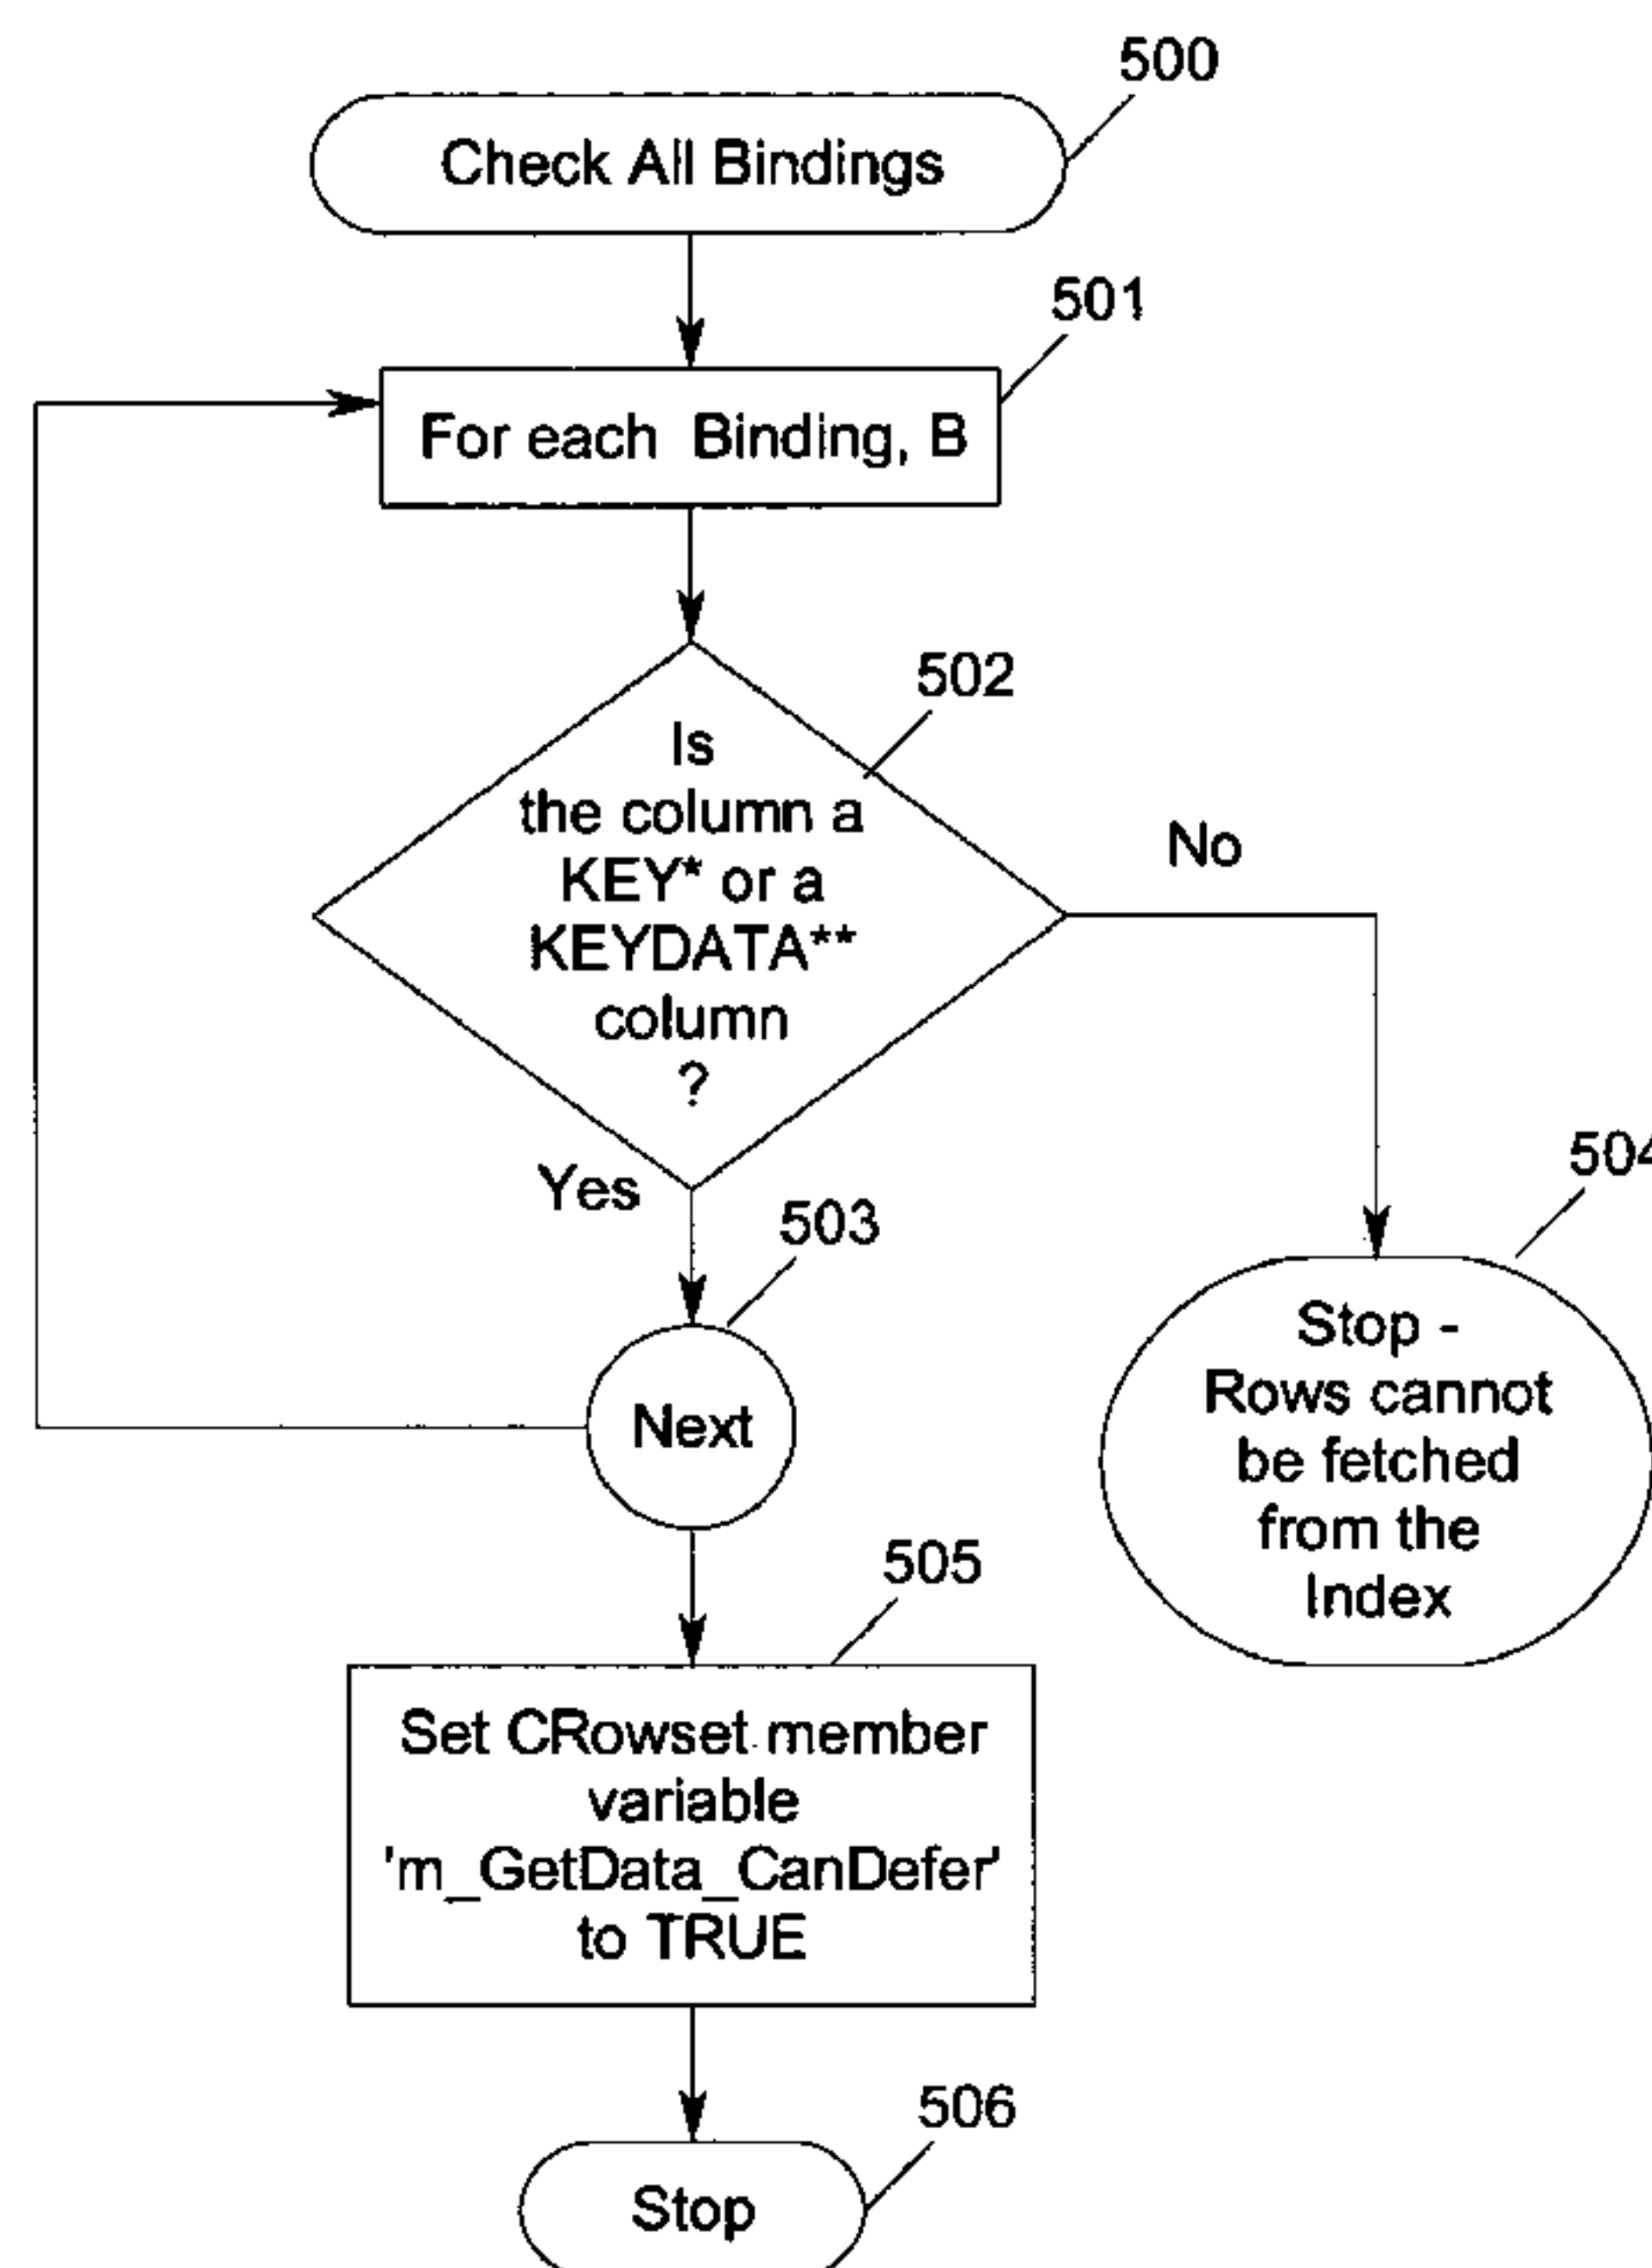 500
Check All Bindings
501
For each Binding, B
502
Is
the column a
KEY* or a
KEYDATA**
column
?
No
Yes
503
Next
504
Stop -
Rows cannot
be fetched
from the
Index
505
Set CRowset member
variable
'm_GetData_CanDefer'
to TRUE
506
Stop